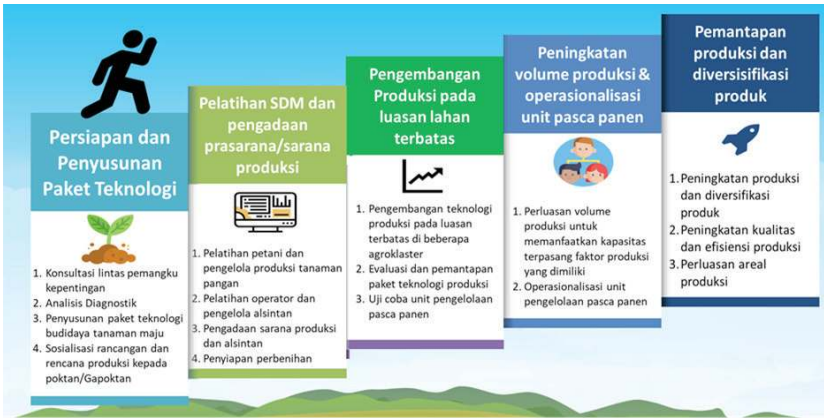 Persiapan dan
Penyusunan
Paket Teknologi
1. Konsultasi lintas pemangku
kepentingan
2. Analisis Diagnostik
3. Penyusunan paket teknologi
budidaya tanaman maju
4. Sosialisasi rancangan dan
rencana produksi kepada
poktan/Gapoktan
Pelatihan SDM dan
pengadaan
prasarana/sarana
produksi
1. Pelatihan petani dan
pengelola produksi tanaman
pangan
2. Pelatihan operator dan
pengelola alsintan
3. Pengadaan sarana produksi
dan alsintan
4. Penyiapan perbenihan
Pengembangan
Produksi pada
luasan lahan
terbatas
1. Pengembangan teknologi
produksi pada luasan
terbatas di beberapa
agroklaster
2. Evaluasi dan pemantapan
paket teknologi produksi
3. Uji coba unit pengelolaan
pasca panen
Peningkatan
volume produksi &
operasionalisasi
unit pasca panen
1. Perluasan volume
produksi untuk
memanfaatkan kapasitas
terpasang faktor produksi
yang dimiliki
2. Operasionalisasi unit
pengelolaan pasca panen
Pemantapan
produksi dan
diversisifikasi
produk
1.Peningkatan produksi
dan diversifikasi
produk
2.Peningkatan kualitas
dan efisiensi produksi
3.Perluasan areal
produksi